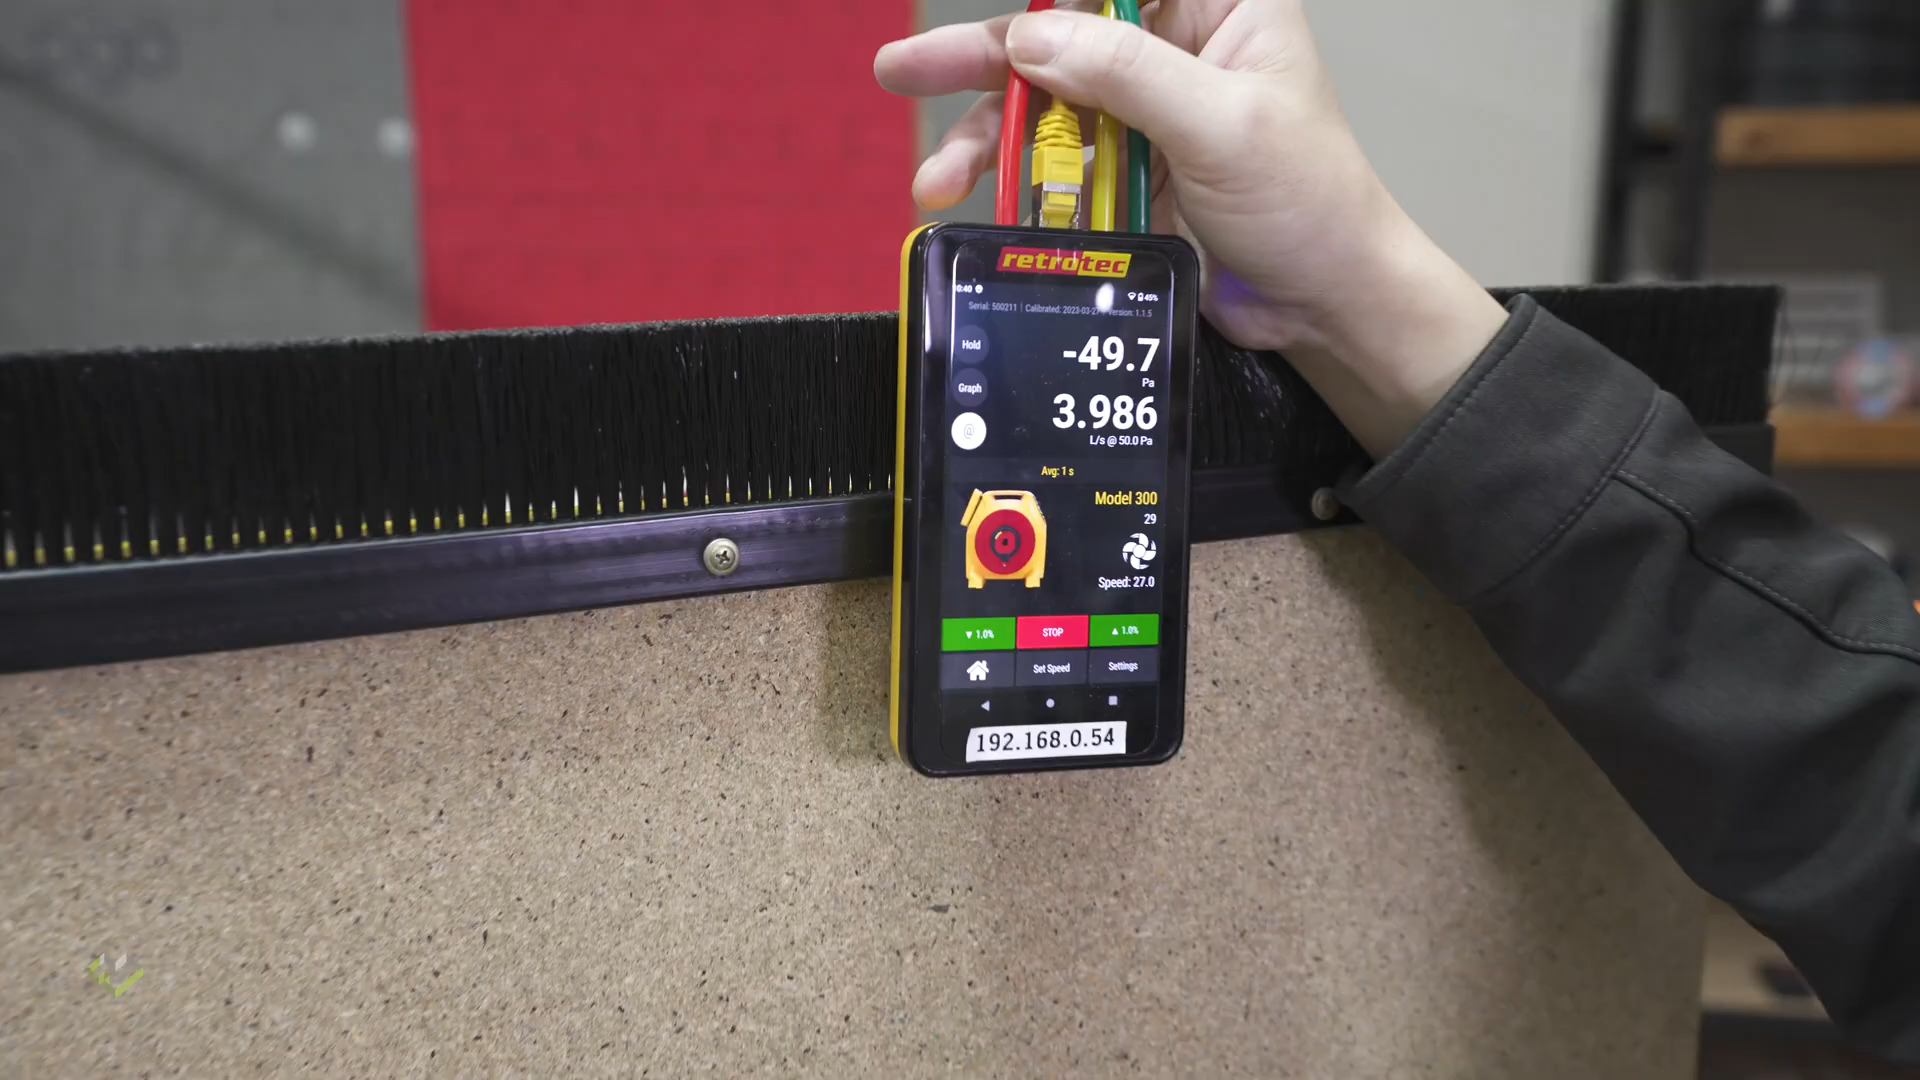 retrotec
45%
Serial: 500211 | Calibrated: 2023-03-27 | Version: 1.1.5
Hold
-49.7
Pa
Graph
3.986
@
L/s @ 50.0 Pa
Avg: 1 s
Model 300
29
Speed: 27.0
▼ 1.0%
STOP
▲ 1.0%
Set Speed
Settings
192.168.0.54